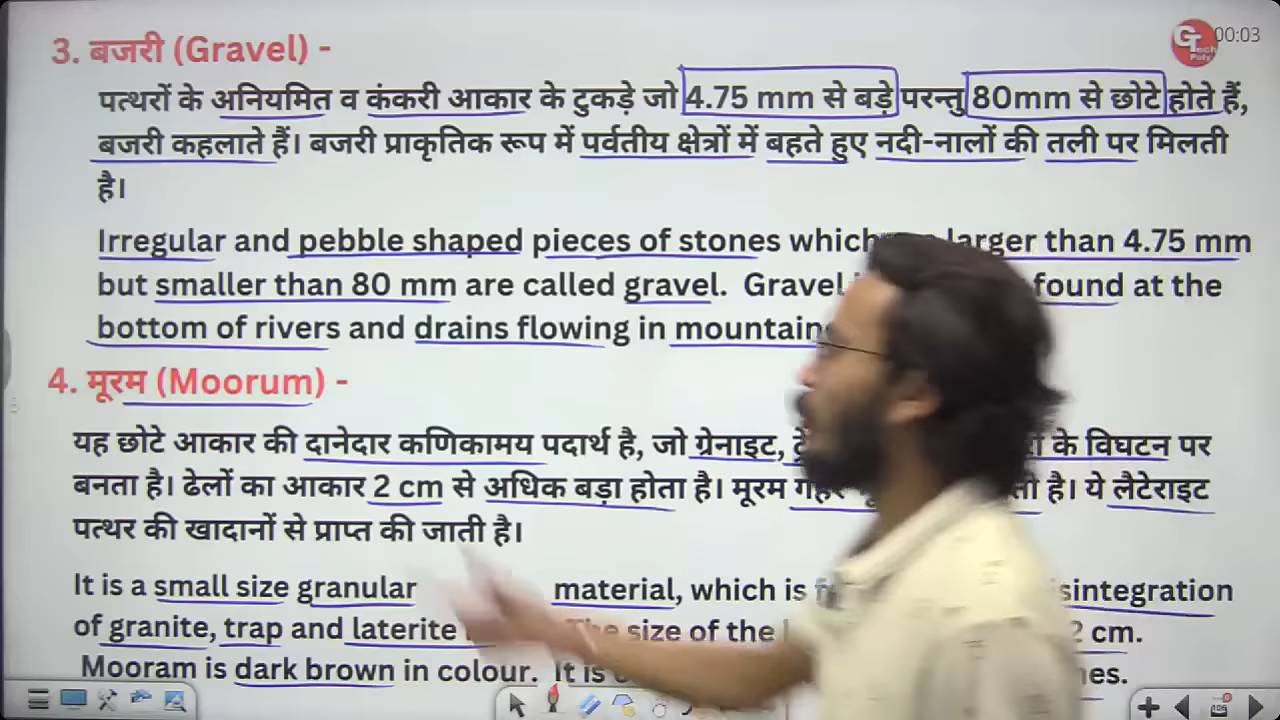 3. बजरी (Gravel) -
GTech Poly
00:03
पत्थरों के अनियमित व कंकरी आकार के टुकड़े जो 4.75 mm से बड़े परन्तु 80mm से छोटे होते हैं,
बजरी कहलाते हैं। बजरी प्राकृतिक रूप में पर्वतीय क्षेत्रों में बहते हुए नदी-नालों की तली पर मिलती
है।
Irregular and pebble shaped pieces of stones which larger than 4.75 mm
but smaller than 80 mm are called gravel. Gravel found at the
bottom of rivers and drains flowing in
4. मूरम (Moorum) -
यह छोटे आकार की दानेदार कणिकामय पदार्थ है, जो ग्रेनाइट, के विघटन पर
बनता है। ढेलों का आकार 2 cm से अधिक बड़ा होता है। मूरम है। ये लैटेराइट
पत्थर की खादानों से प्राप्त की जाती है।
It is a small size granular material, which is
of granite, trap and laterite The size of the 2 cm.
Mooram is dark brown in colour. It is